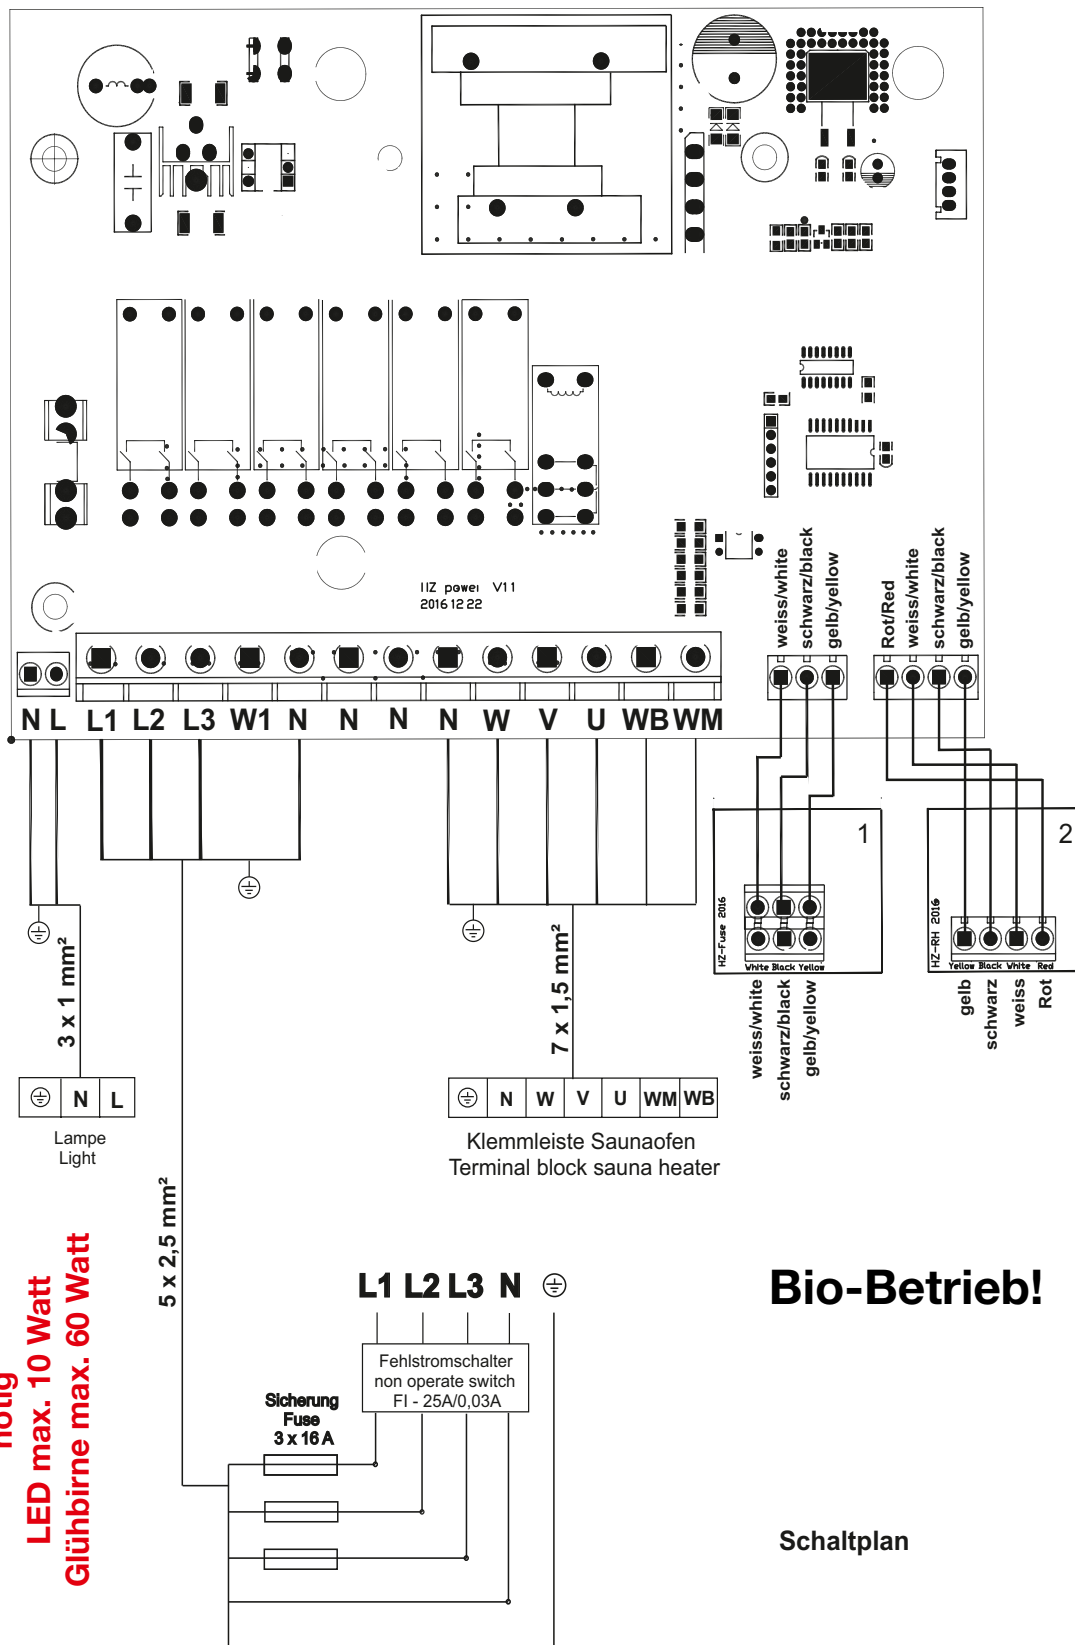 HZ power V11
2016 12 22
weiss/white
schwarz/black
gelb/yellow
Rot/Red
weiss/white
schwarz/black
gelb/yellow
N L L1 L2 L3 W1 N N N N W V U WB WM
1
HZ-Fuse 2016
White Black Yellow
weiss/white
schwarz/black
gelb/yellow
2
HZ-RH 2016
Yellow Black White Red
gelb
schwarz
weiss
Rot
3 x 1 mm²
N L
Lampe
Light
7 x 1,5 mm²
N W V U WM WB
Klemmleiste Saunaofen
Terminal block sauna heater
5 x 2,5 mm²
nötig
LED max. 10 Watt
Glühbirne max. 60 Watt
L1 L2 L3 N
Fehlstromschalter
non operate switch
FI - 25A/0,03A
Sicherung
Fuse
3 x 16 A
Bio-Betrieb!
Schaltplan